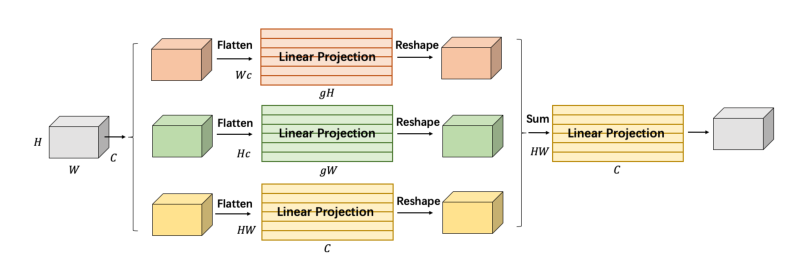 Flatten
Linear Projection
Reshape
Wc
gH
Flatten
Linear Projection
Reshape
Sum
Linear Projection
H
C
W
Hc
gW
HW
C
Flatten
Linear Projection
Reshape
HW
C